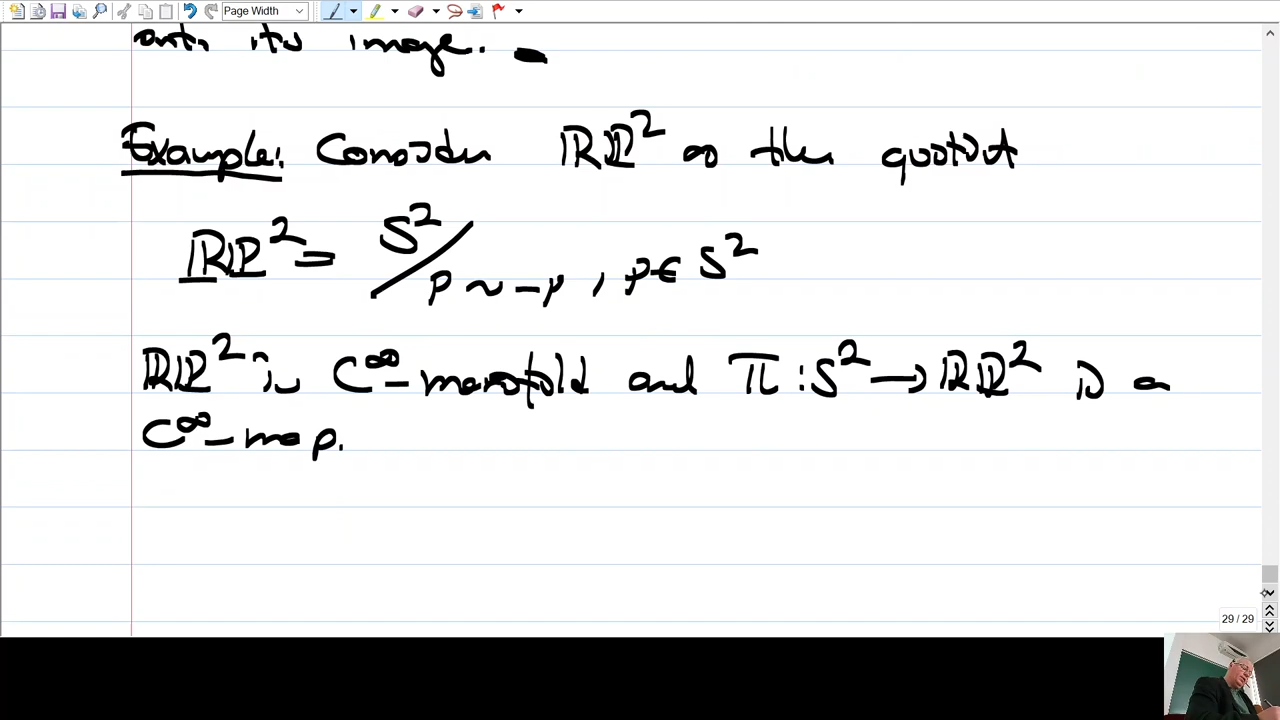 Page Width
onto its image.
Example: Consider RP² as the quotient
RP² = S² / p ~ -p, p ∈ S²
RP² is C^∞-manifold and π : S² → RP² is a
C^∞-map.
29 / 29